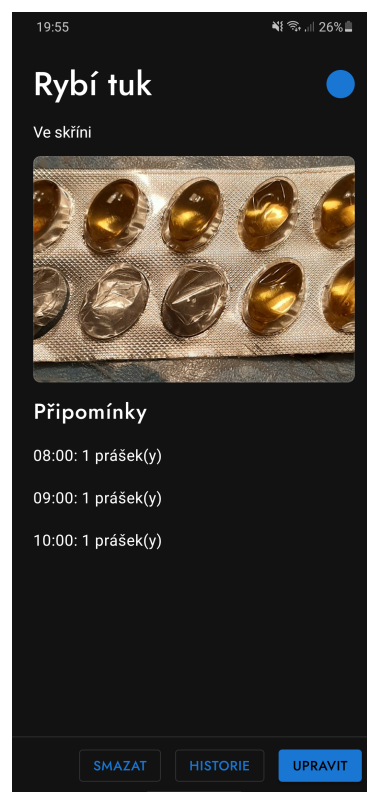 19:55
26%
Rybí tuk
Ve skříni
Připomínky
08:00: 1 prášek(y)
09:00: 1 prášek(y)
10:00: 1 prášek(y)
SMAZAT
HISTORIE
UPRAVIT